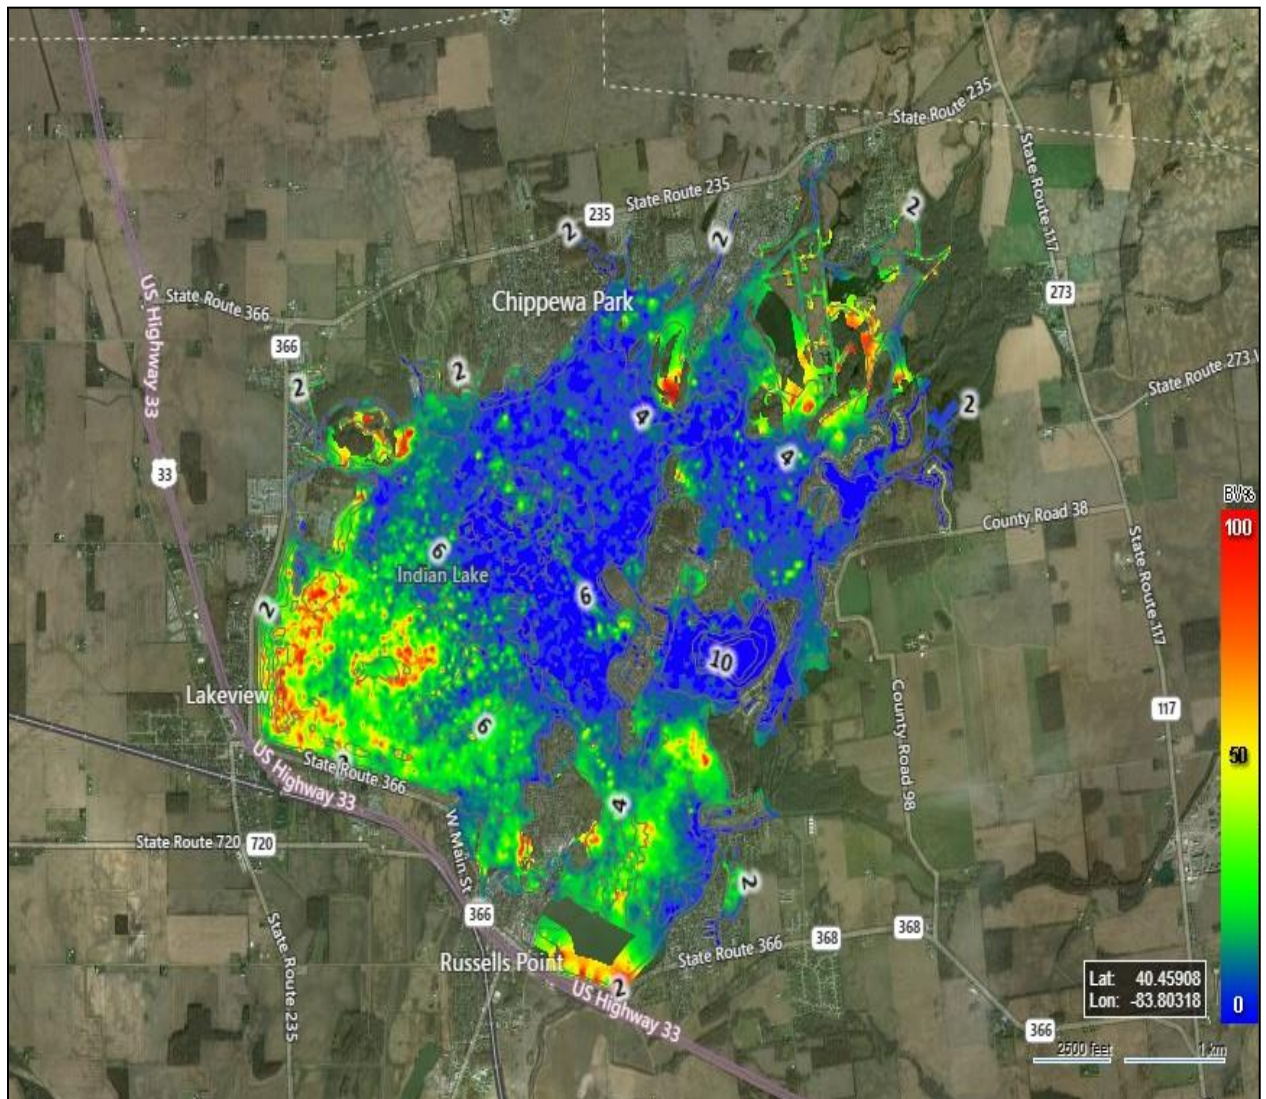 State Route 235
State Route 117
2
235
State Route 235
2
2
273
US Highway 33
State Route 366
Chippewa Park
366
2
2
State Route 273
2
4
4
33
BV%
100
County Road 38
6
Indian Lake
2
6
State Route 117
10
Lakeview
County Road 98
117
6
50
State Route 366
US Highway 33
4
W Main St
State Route 720
720
2
366
368
368
State Route 366
Russells Point
2
US Highway 33
State Route 235
Lat: 40.45908
Lon: -83.80318
0
366
2500 feet
1 km